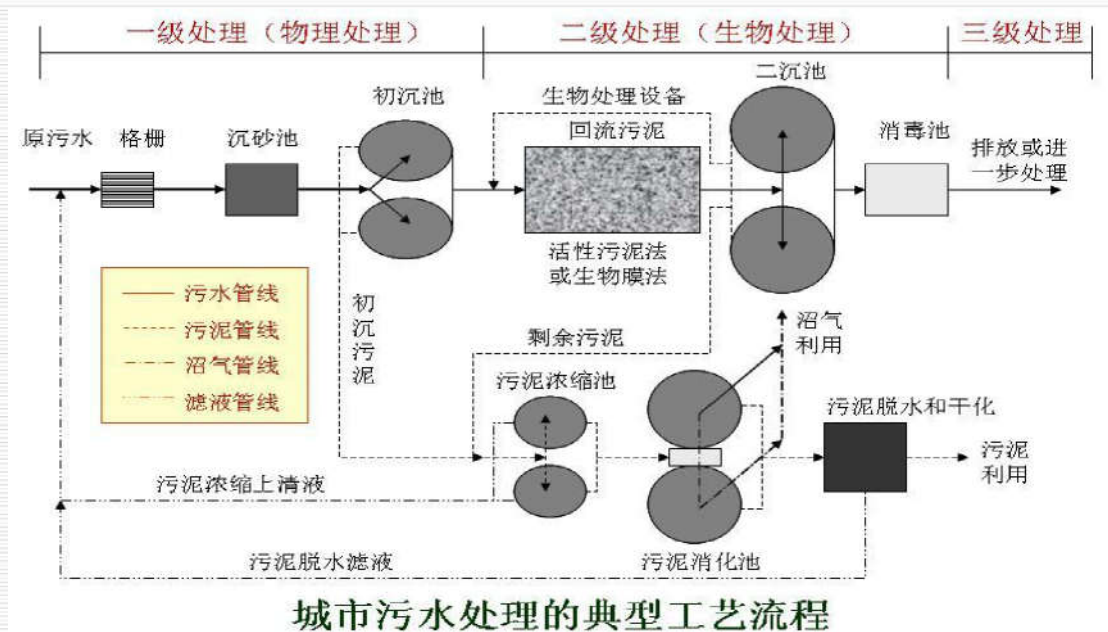 一级处理（物理处理）
二级处理（生物处理）
三级处理
初沉池
生物处理设备
二沉池
原污水
格栅
沉砂池
回流污泥
消毒池
排放或进
一步处理
活性污泥法
或生物膜法
污水管线
污泥管线
沼气管线
滤液管线
初
沉
污
泥
剩余污泥
沼气
利用
污泥浓缩池
污泥脱水和干化
污泥
利用
污泥浓缩上清液
污泥脱水滤液
污泥消化池
城市污水处理的典型工艺流程